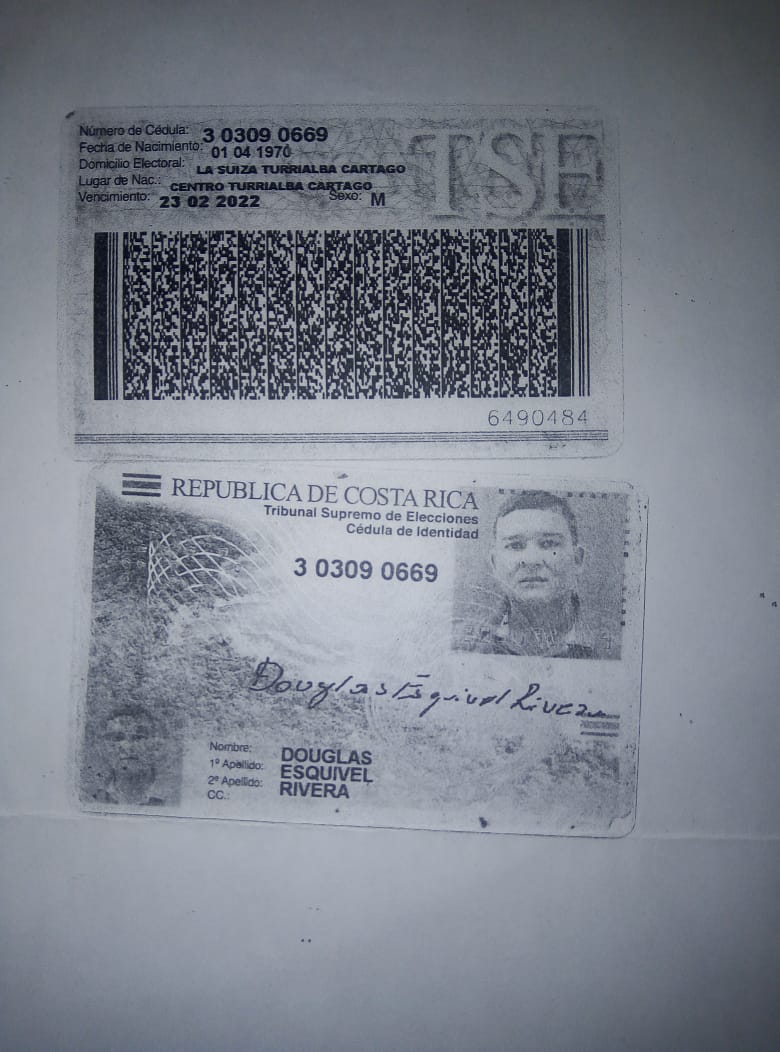 Número de Cédula: 3 0309 0669
Fecha de Nacimiento: 01 04 1970
Domicilio Electoral: LA SUIZA TURRIALBA CARTAGO
Lugar de Nac.: CENTRO TURRIALBA CARTAGO
Vencimiento: 23 02 2022 Sexo: M
TSE
6490484
REPUBLICA DE COSTA RICA
Tribunal Supremo de Elecciones
Cédula de Identidad
3 0309 0669
Douglas Esquivel Rivera
Nombre: DOUGLAS
1º Apellido: ESQUIVEL
2º Apellido: RIVERA
CC.: